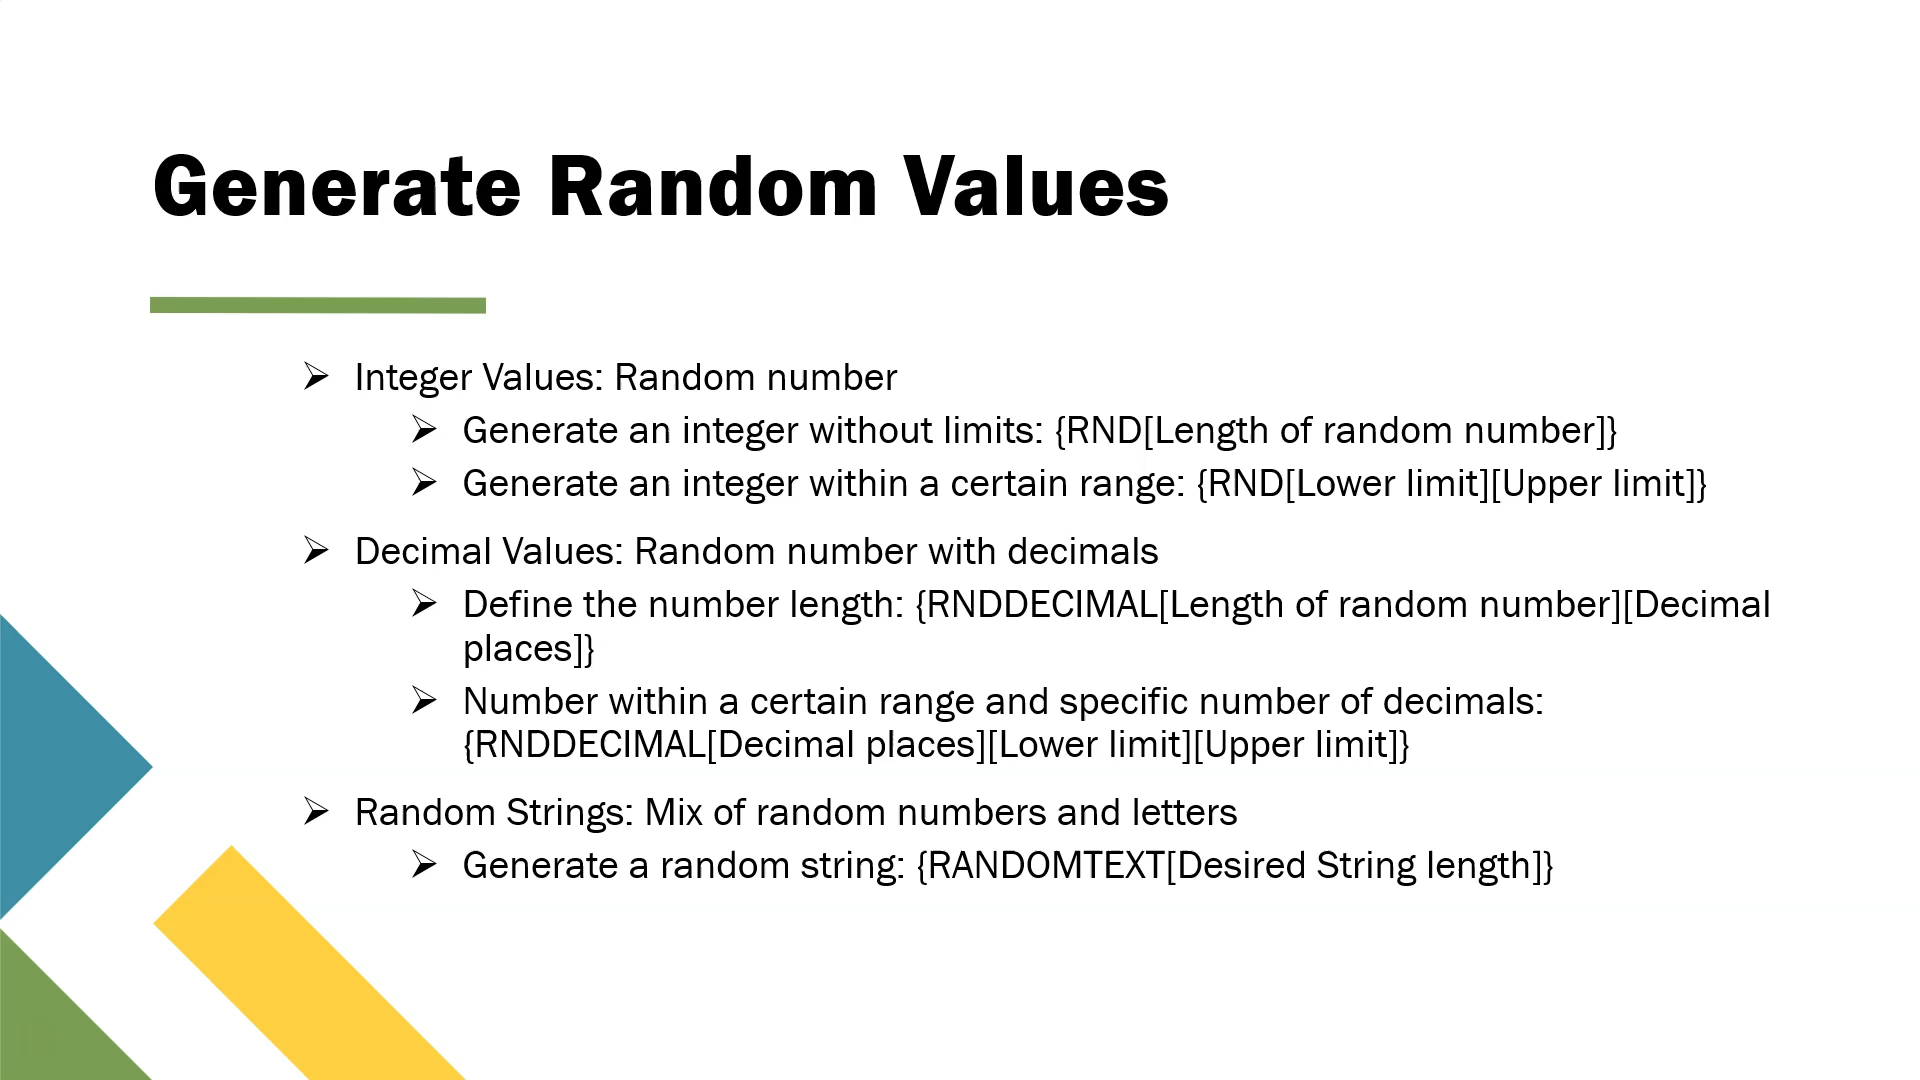 Generate Random Values
Integer Values: Random number
Generate an integer without limits: {RND[Length of random number]}
Generate an integer within a certain range: {RND[Lower limit][Upper limit]}
Decimal Values: Random number with decimals
Define the number length: {RNDDECIMAL[Length of random number][Decimal
places]}
Number within a certain range and specific number of decimals:
{RNDDECIMAL[Decimal places][Lower limit][Upper limit]}
Random Strings: Mix of random numbers and letters
Generate a random string: {RANDOMTEXT[Desired String length]}